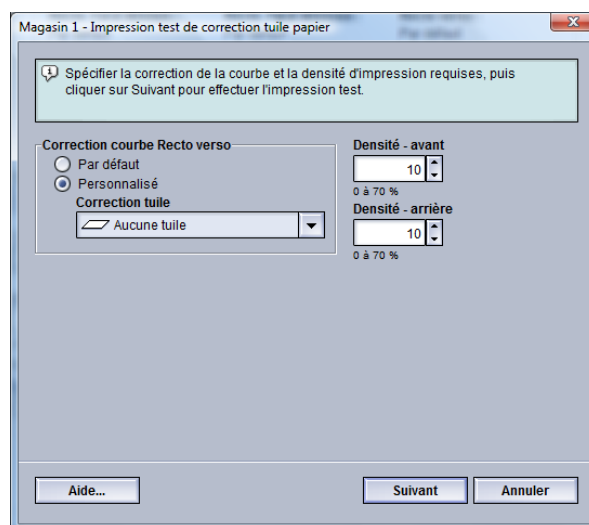 Magasin 1 - Impression test de correction tuile papier
Spécifier la correction de la courbe et la densité d'impression requises, puis
cliquer sur Suivant pour effectuer l'impression test.
Correction courbe Recto verso
Par défaut
Personnalisé
Correction tuile
Aucune tuile
Densité - avant
10
0 à 70 %
Densité - arrière
10
0 à 70 %
Aide...
Suivant
Annuler